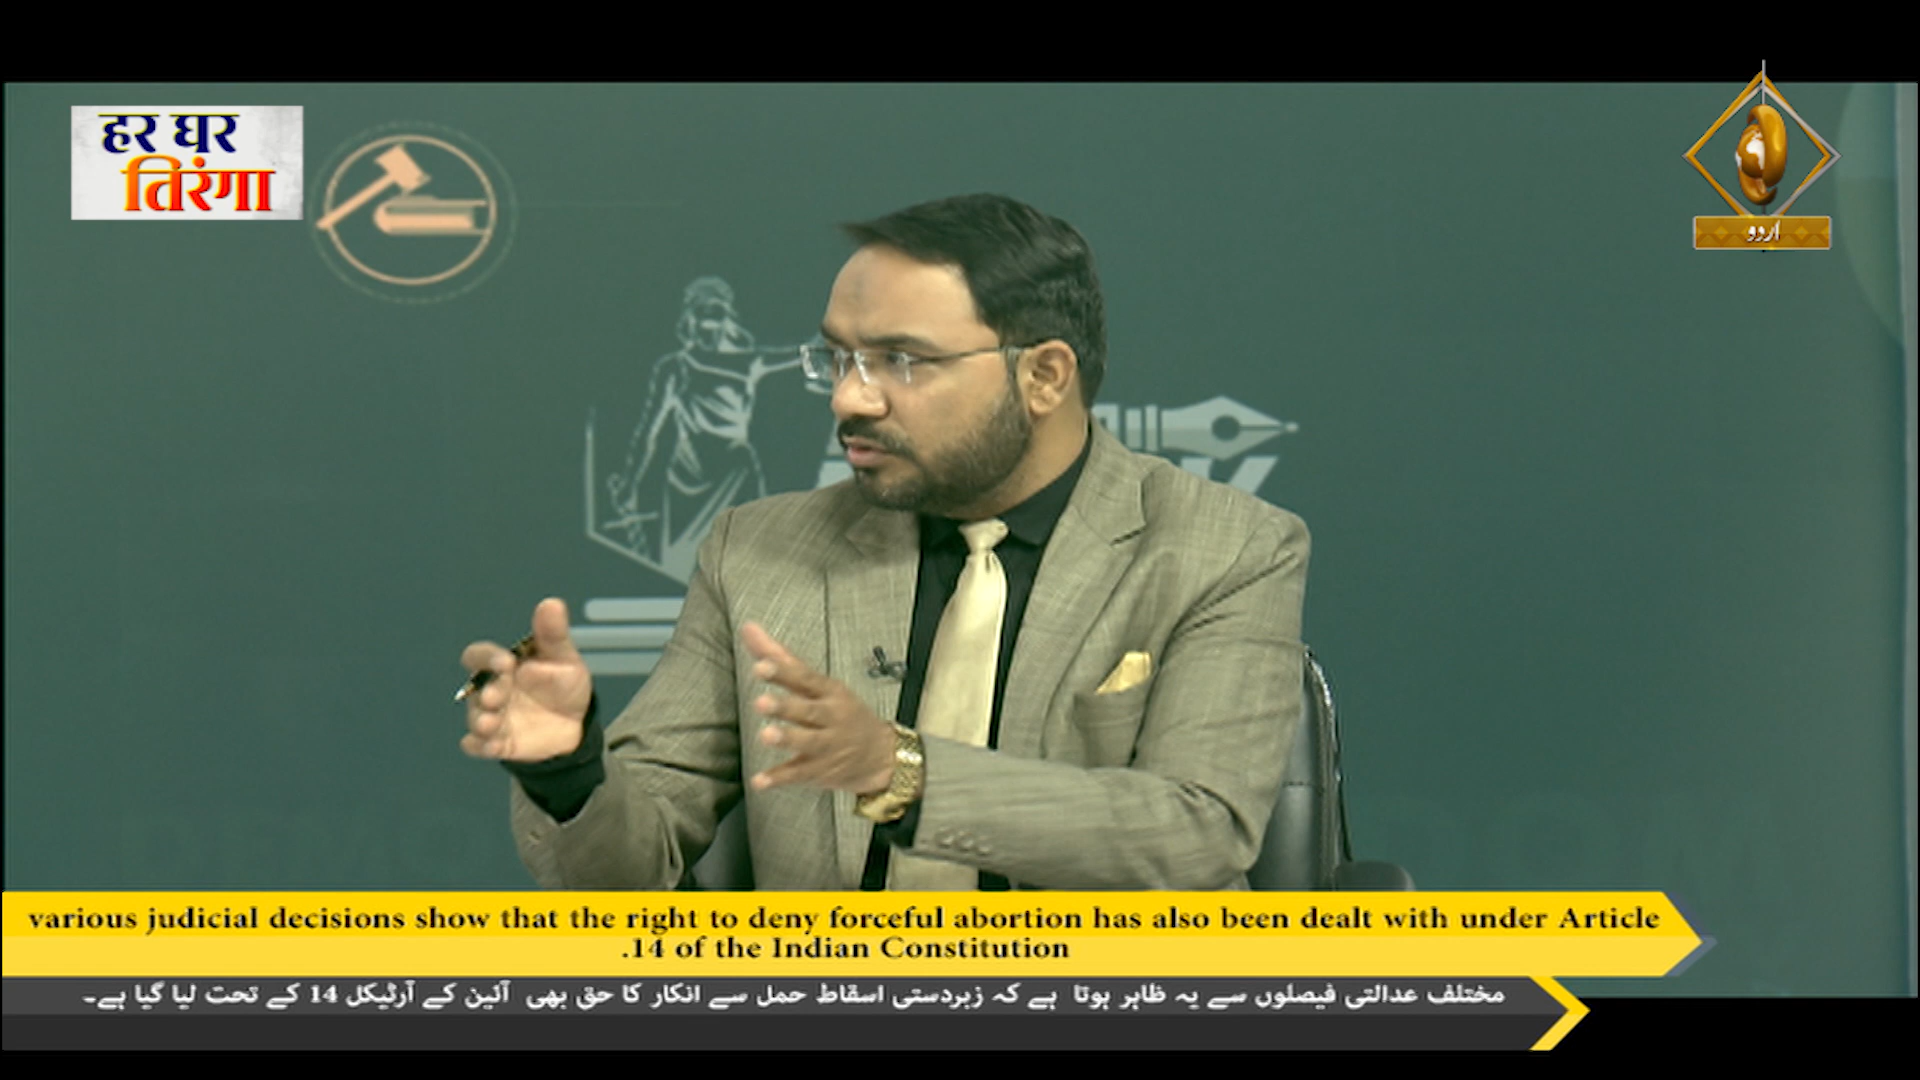 हर घर
तिरंगा
اردو
various judicial decisions show that the right to deny forceful abortion has also been dealt with under Article
.14 of the Indian Constitution
مختلف عدالتی فیصلوں سے یہ ظاہر ہوتا ہے کہ زبردستی اسقاط حمل سے انکار کا حق بھی آئین کے آرٹیکل 14 کے تحت لیا گیا ہے۔